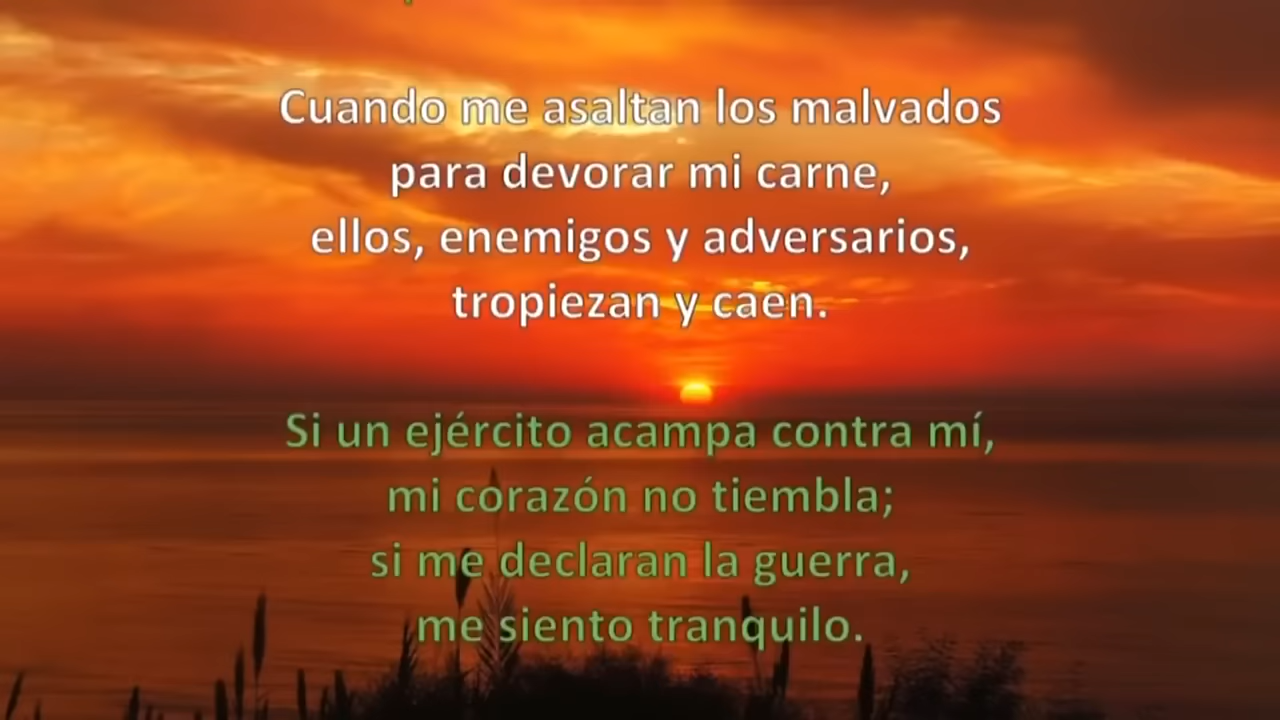 Cuando me asaltan los malvados
para devorar mi carne,
ellos, enemigos y adversarios,
tropiezan y caen.
Si un ejército acampa contra mí,
mi corazón no tiembla;
si me declaran la guerra,
me siento tranquilo.